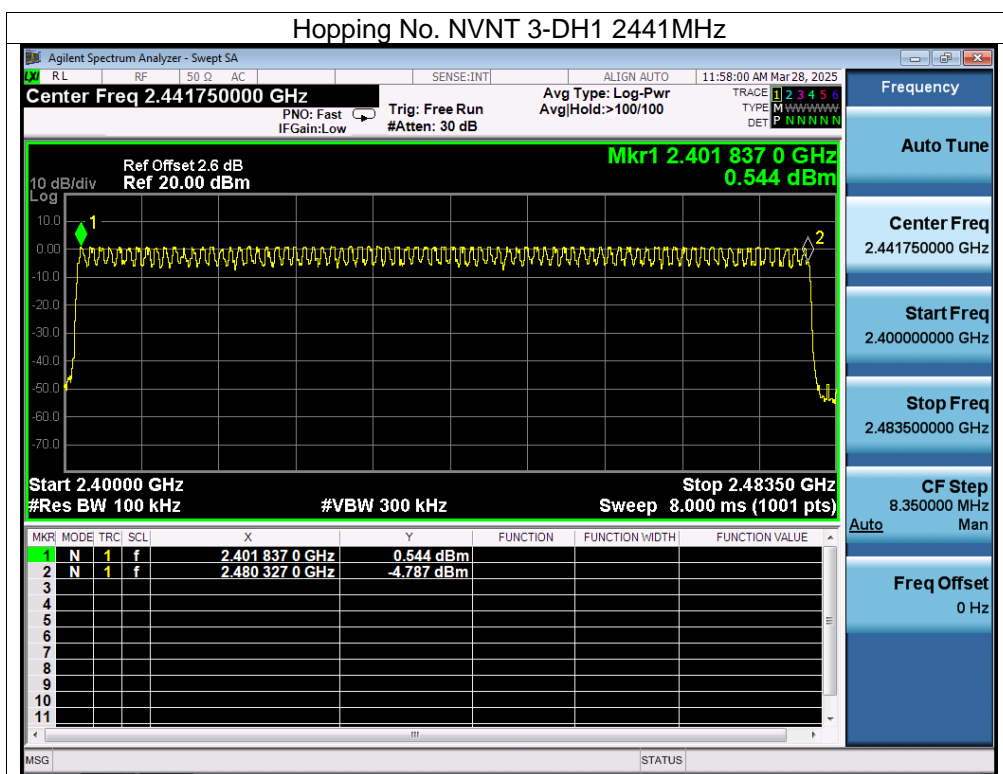 Hopping No. NVNT 3-DH1 2441MHz
Agilent Spectrum Analyzer - Swept SA
LXI RL RF 50 Ω AC SENSE:INT ALIGN AUTO 11:58:00 AM Mar 28, 2025
Center Freq 2.441750000 GHz
PNO: Fast
IFGain:Low
Trig: Free Run
#Atten: 30 dB
Avg Type: Log-Pwr
Avg|Hold:>100/100
TRACE 1 2 3 4 5 6
TYPE M WWWWW
DET P N N N N N
Ref Offset 2.6 dB
10 dB/div Ref 20.00 dBm
Log
Mkr1 2.401 837 0 GHz
0.544 dBm
10.0
0.00
-10.0
-20.0
-30.0
-40.0
-50.0
-60.0
-70.0
1
2
Start 2.40000 GHz Stop 2.48350 GHz
#Res BW 100 kHz #VBW 300 kHz Sweep 8.000 ms (1001 pts)
MKR MODE TRC SCL X Y FUNCTION FUNCTION WIDTH FUNCTION VALUE
1 N 1 f 2.401 837 0 GHz 0.544 dBm
2 N 1 f 2.480 327 0 GHz -4.787 dBm
3
4
5
6
7
8
9
10
11
MSG STATUS
Frequency
Auto Tune
Center Freq
2.441750000 GHz
Start Freq
2.400000000 GHz
Stop Freq
2.483500000 GHz
CF Step
8.350000 MHz
Auto Man
Freq Offset
0 Hz